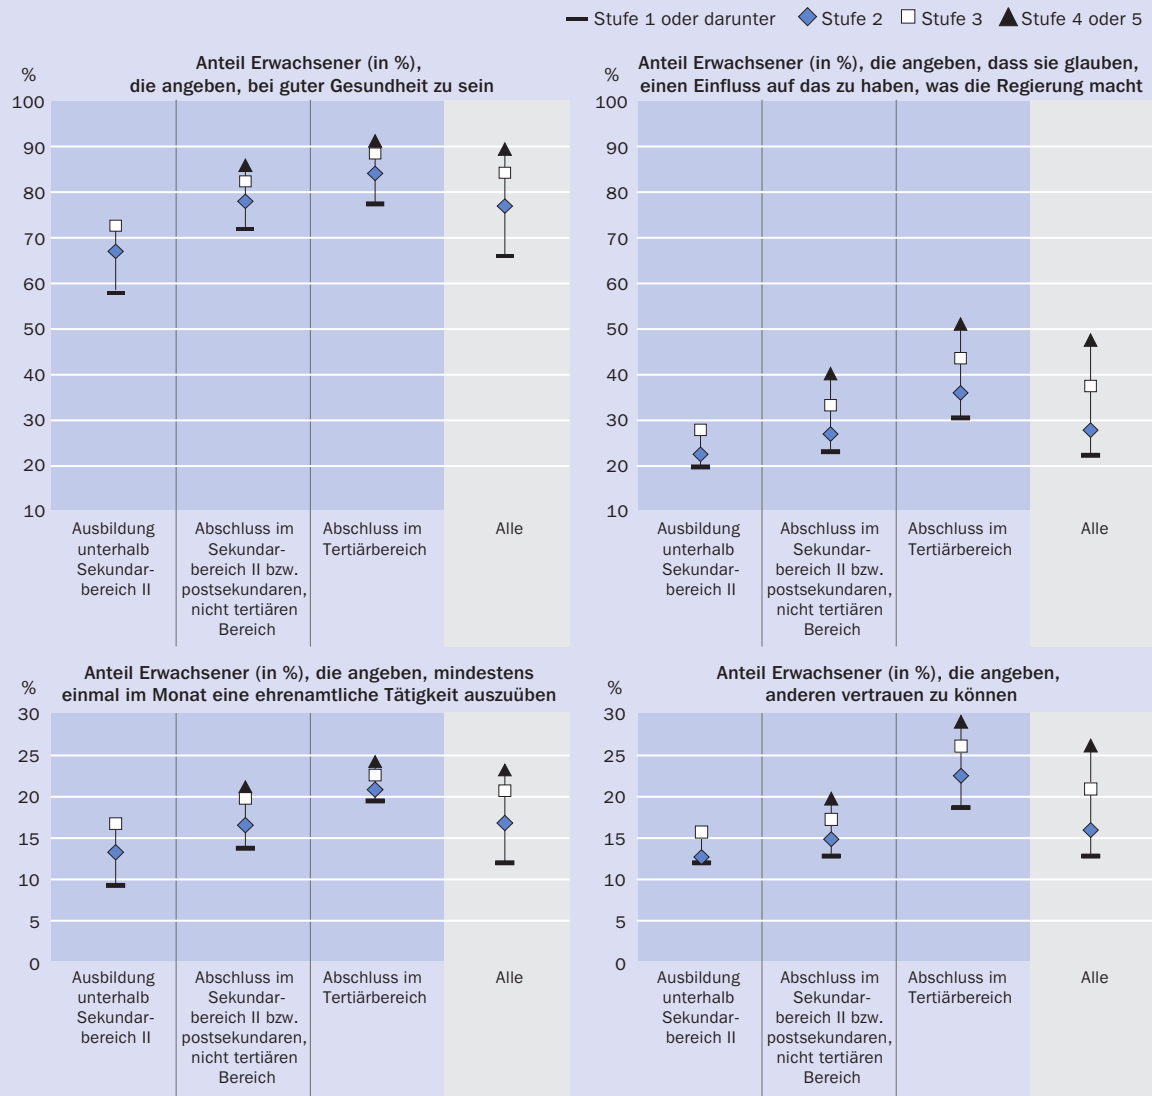 Stufe 1 oder darunter Stufe 2 Stufe 3 Stufe 4 oder 5
Anteil Erwachsener (in %),
die angeben, bei guter Gesundheit zu sein
%
100
90
80
70
60
50
40
30
20
10
Ausbildung
unterhalb
Sekundar-
bereich II
Abschluss im
Sekundar-
bereich II bzw.
postsekundaren,
nicht tertiären
Bereich
Abschluss im
Tertiärbereich
Alle
Anteil Erwachsener (in %), die angeben, dass sie glauben,
einen Einfluss auf das zu haben, was die Regierung macht
%
100
90
80
70
60
50
40
30
20
10
Ausbildung
unterhalb
Sekundar-
bereich II
Abschluss im
Sekundar-
bereich II bzw.
postsekundaren,
nicht tertiären
Bereich
Abschluss im
Tertiärbereich
Alle
Anteil Erwachsener (in %), die angeben, mindestens
einmal im Monat eine ehrenamtliche Tätigkeit auszuüben
%
30
25
20
15
10
5
0
Ausbildung
unterhalb
Sekundar-
bereich II
Abschluss im
Sekundar-
bereich II bzw.
postsekundaren,
nicht tertiären
Bereich
Abschluss im
Tertiärbereich
Alle
Anteil Erwachsener (in %), die angeben,
anderen vertrauen zu können
%
30
25
20
15
10
5
0
Ausbildung
unterhalb
Sekundar-
bereich II
Abschluss im
Sekundar-
bereich II bzw.
postsekundaren,
nicht tertiären
Bereich
Abschluss im
Tertiärbereich
Alle